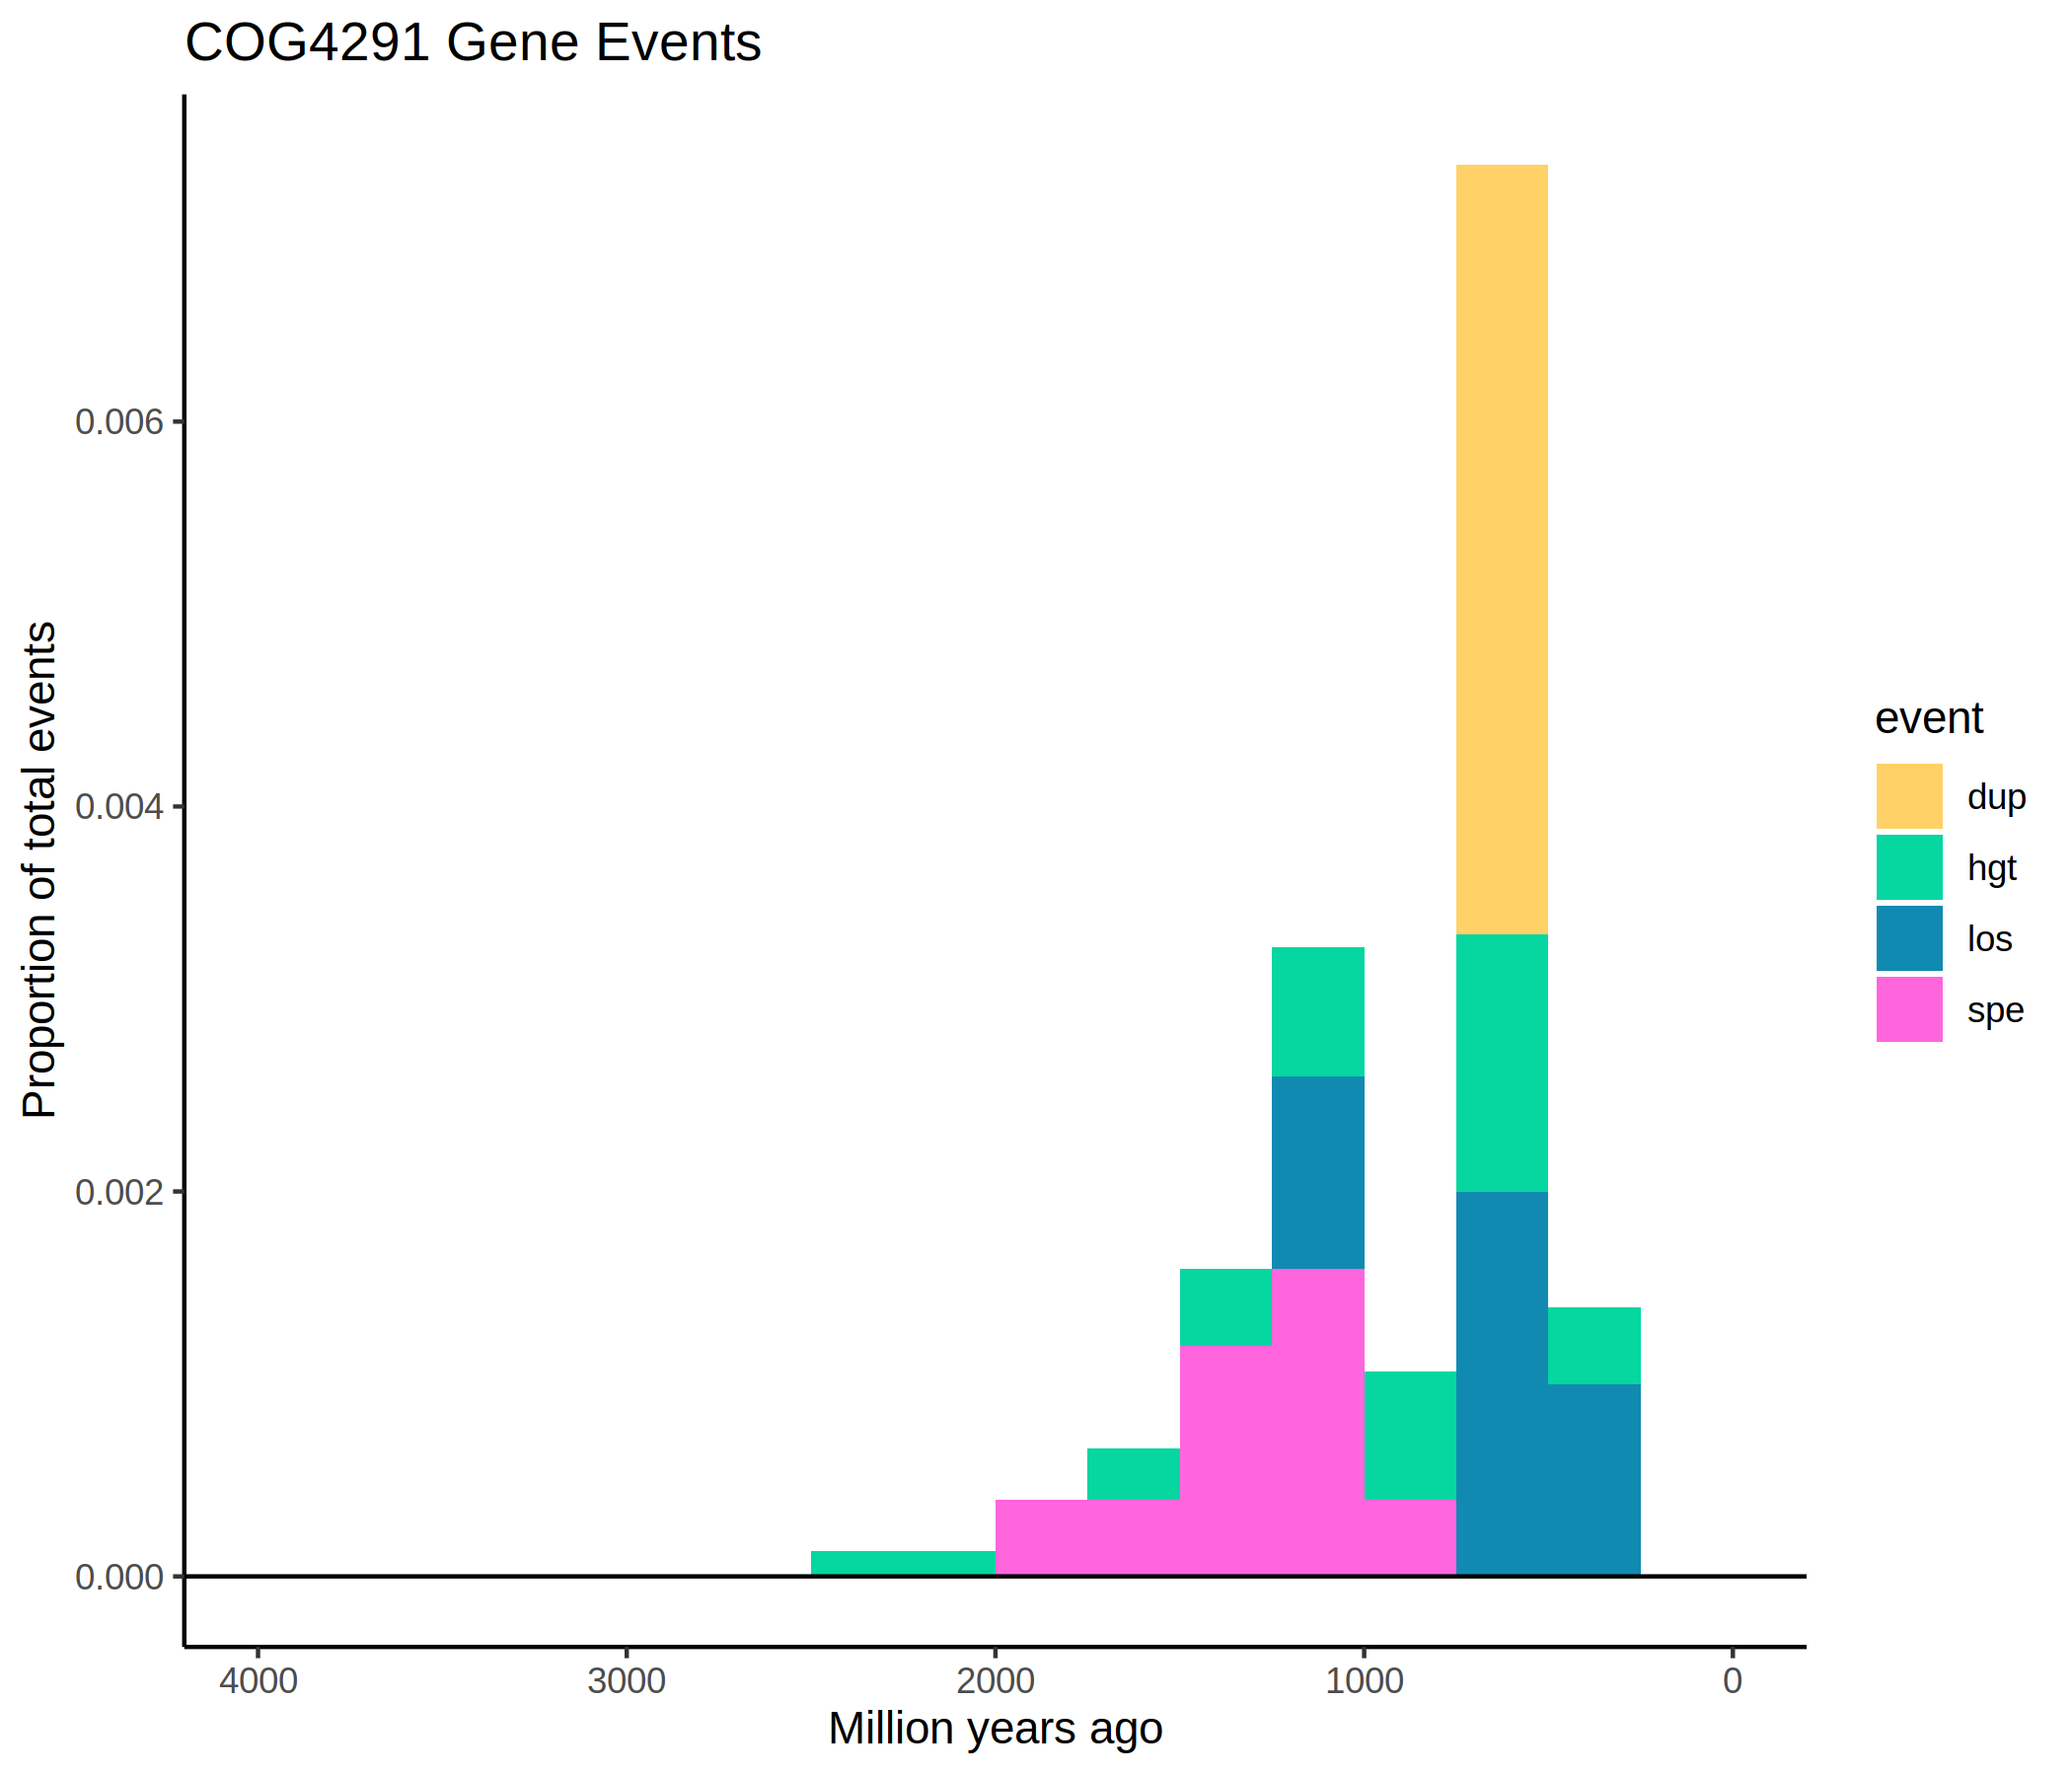 COG4291 Gene Events
Proportion of total events
0.006
0.004
0.002
0.000
4000
3000
2000
1000
0
Million years ago
event
dup
hgt
los
spe